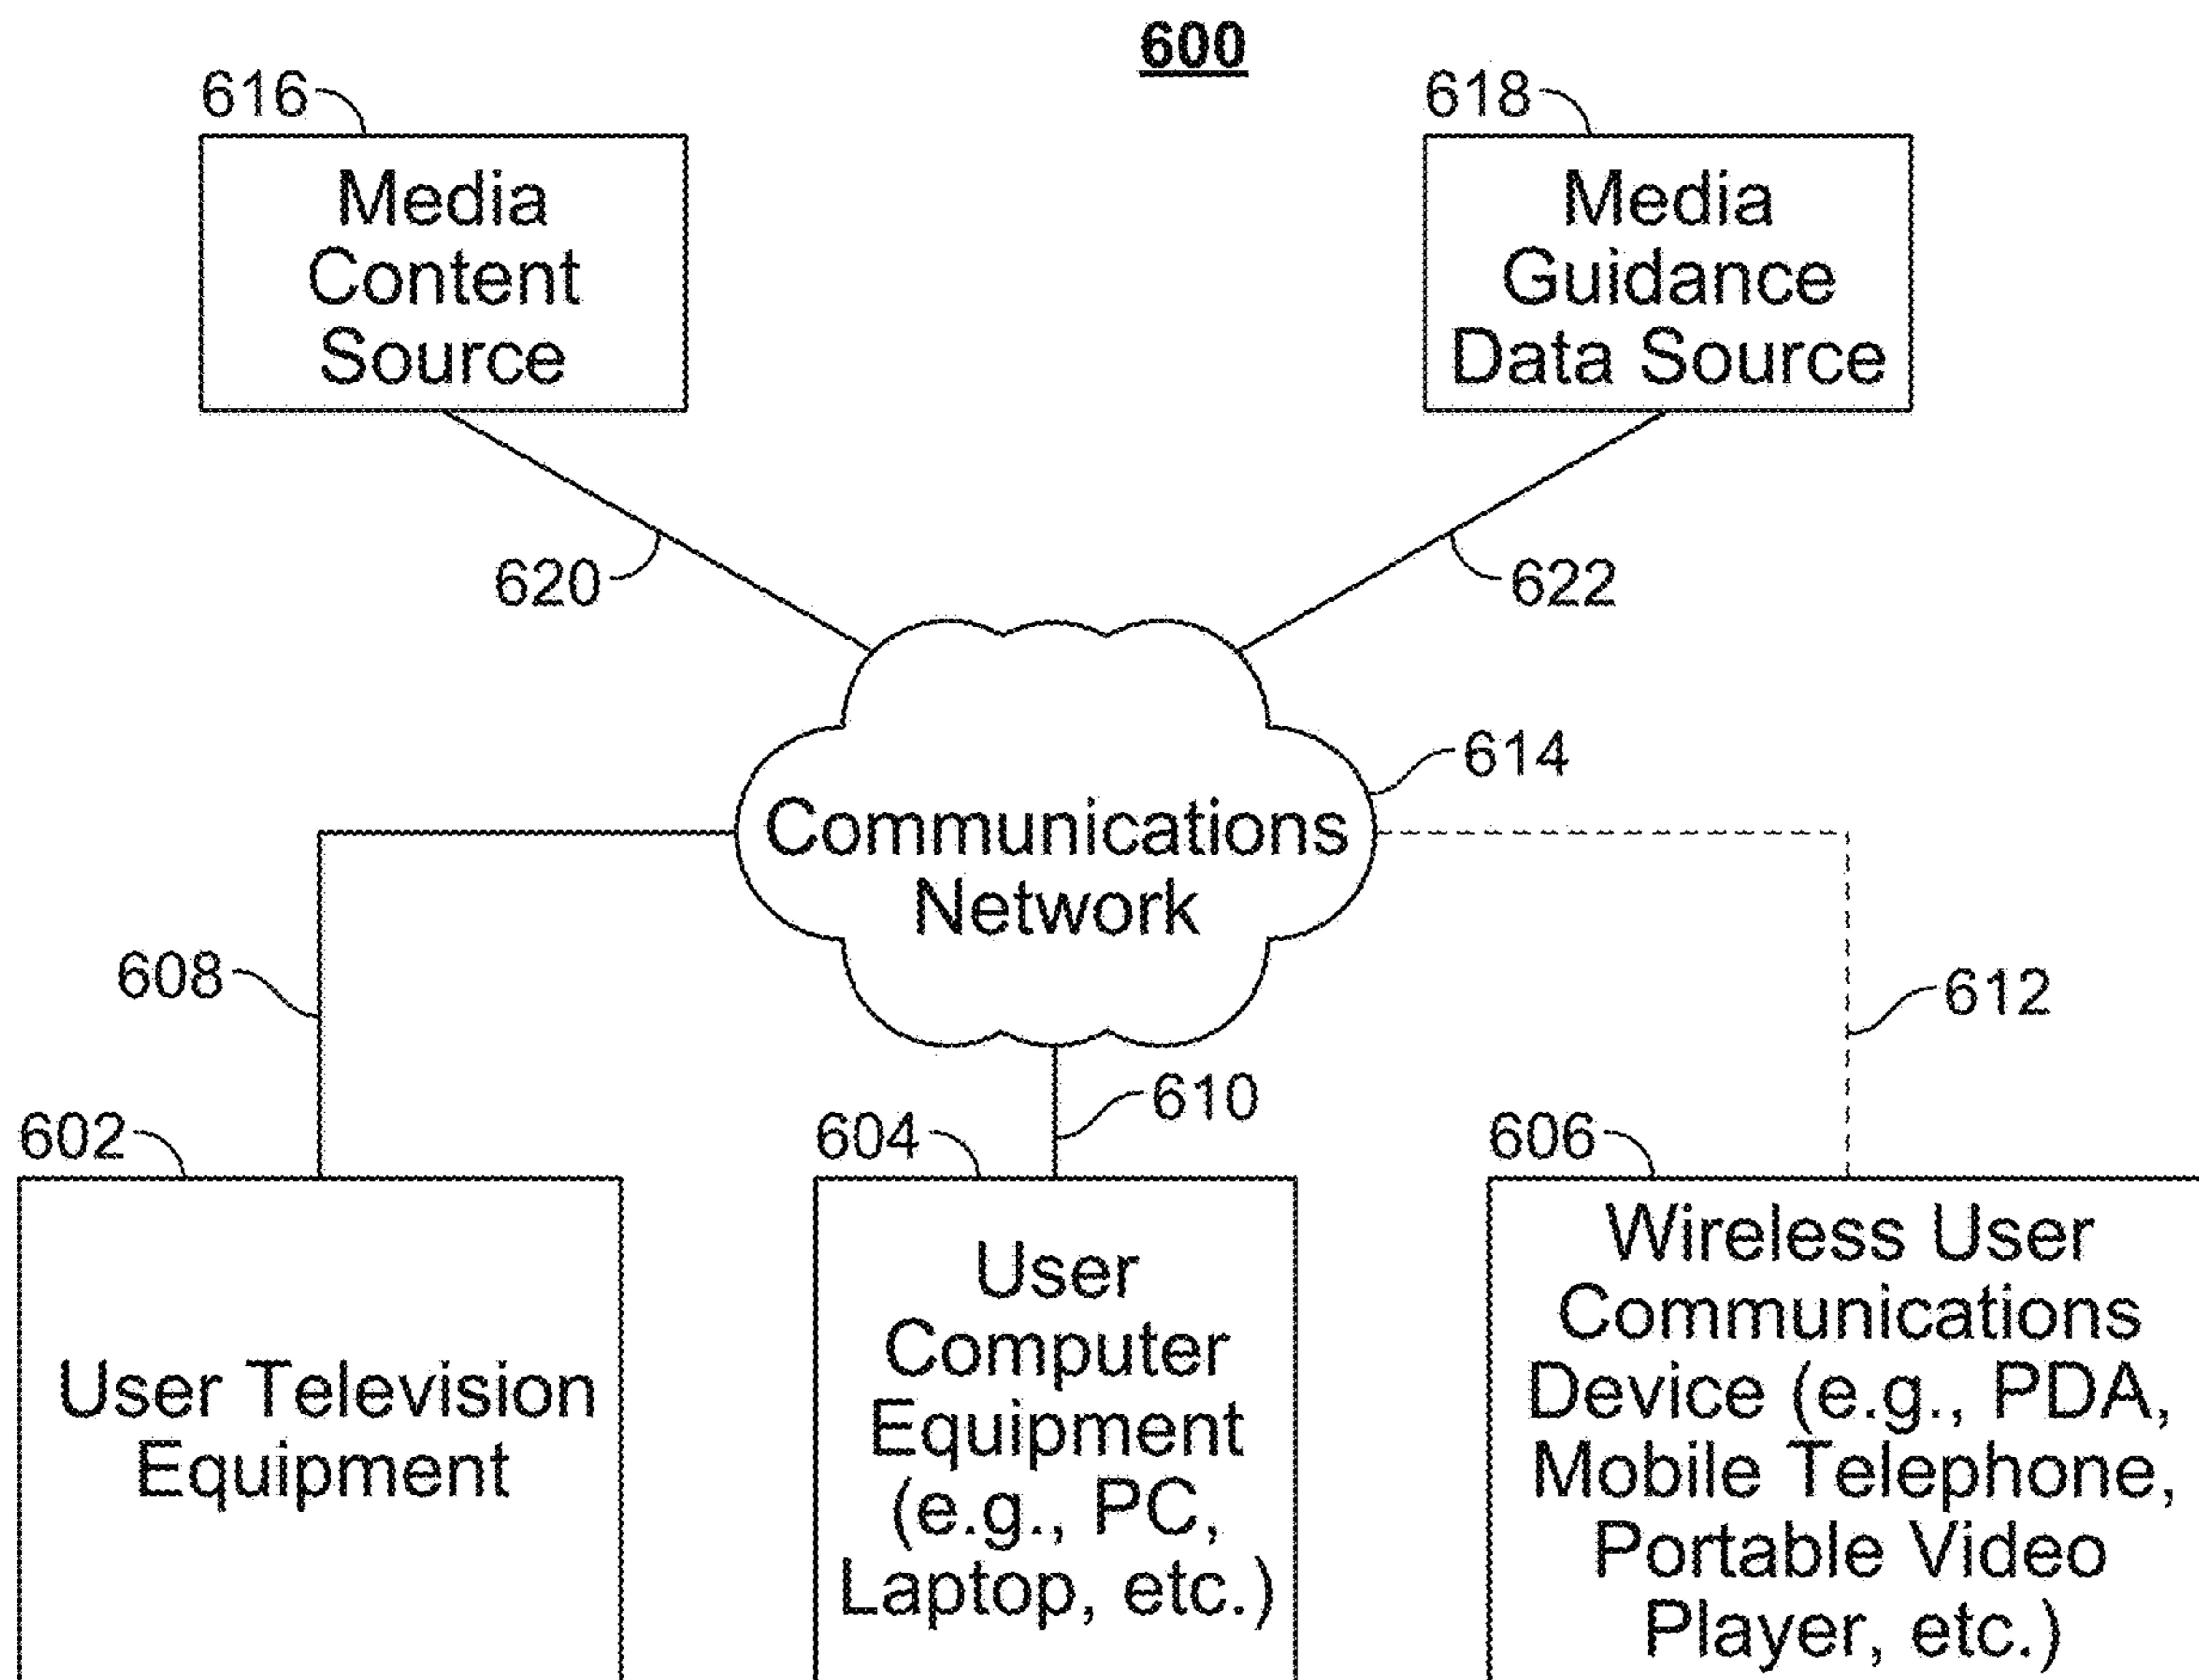 600
616
618
Media
Content
Source
Media
Guidance
Data Source
620
622
614
Communications
Network
608
612
610
602
604
606
User Television
Equipment
User
Computer
Equipment
(e.g., PC,
Laptop, etc.)
Wireless User
Communications
Device (e.g., PDA,
Mobile Telephone,
Portable Video
Player, etc.)